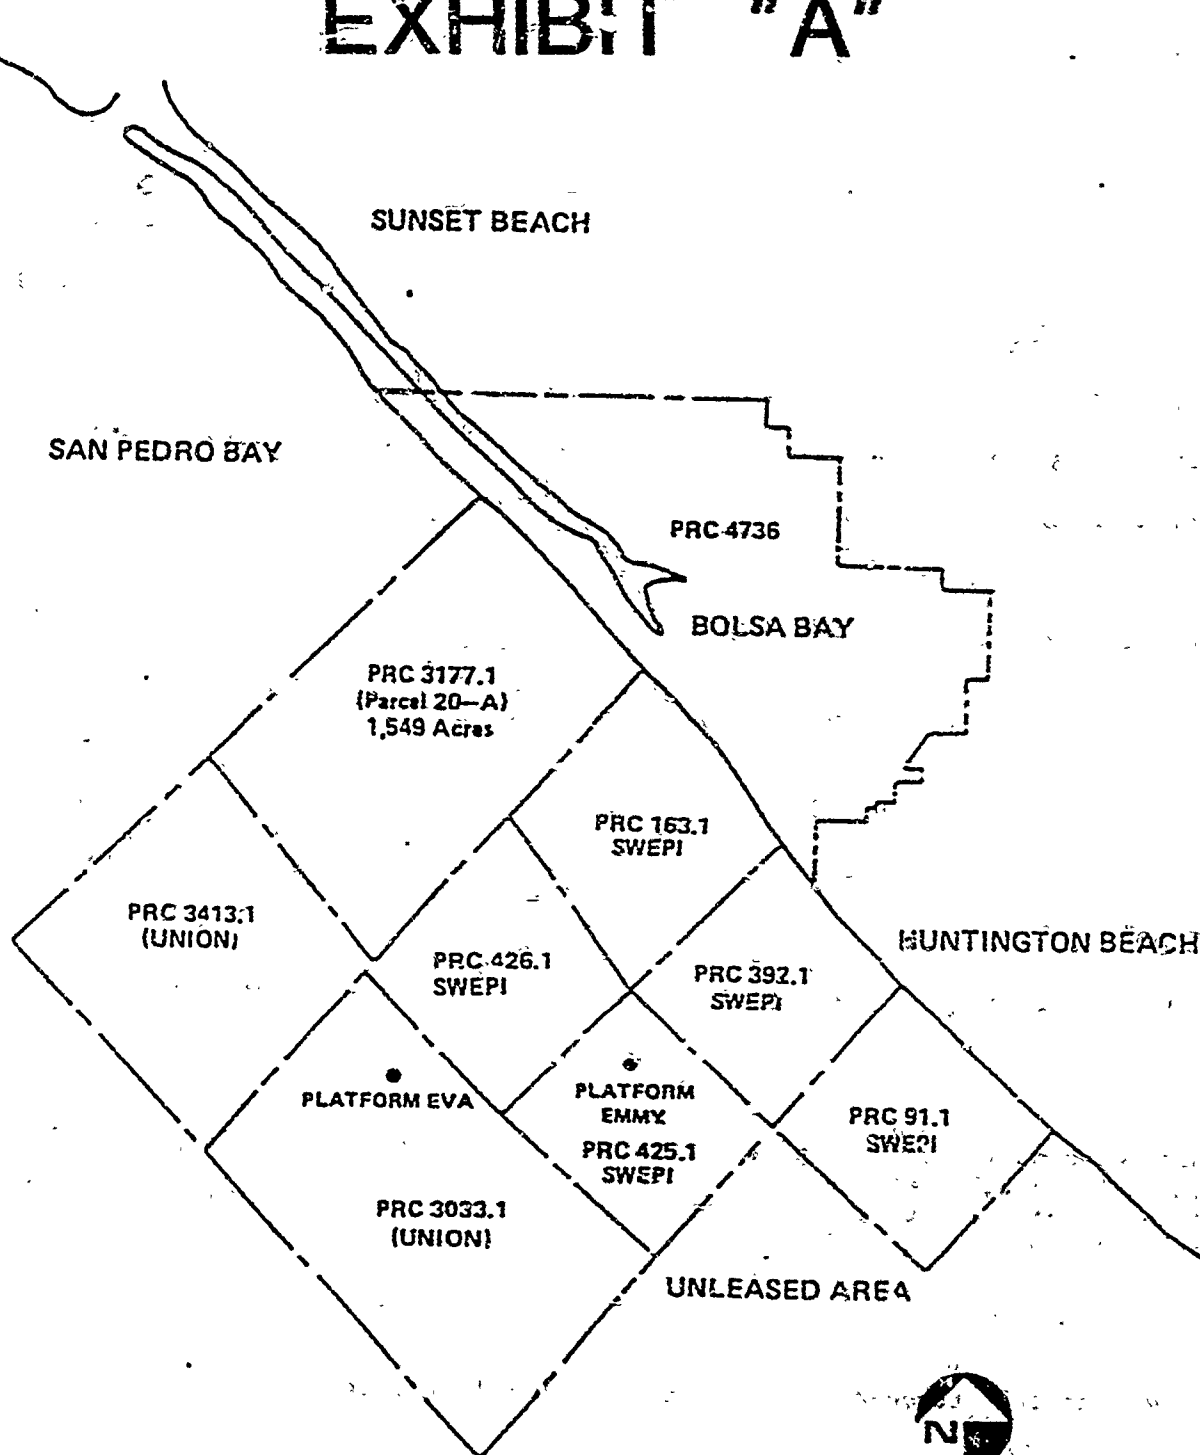 EXHIBIT "A"
SUNSET BEACH
SAN PEDRO BAY
PRC 4736
BOLSA BAY
PRC 3177.1
(Parcel 20-A)
1,549 Acres
PRC 163.1
SWEPI
PRC 3413.1
(UNION)
HUNTINGTON BEACH
PRC 426.1
SWEPI
PRC 392.1
SWEPI
PLATFORM EVA
PLATFORM
EMMY
PRC 91.1
SWEPI
PRC 425.1
SWEPI
PRC 3033.1
(UNION)
UNLEASED AREA
N